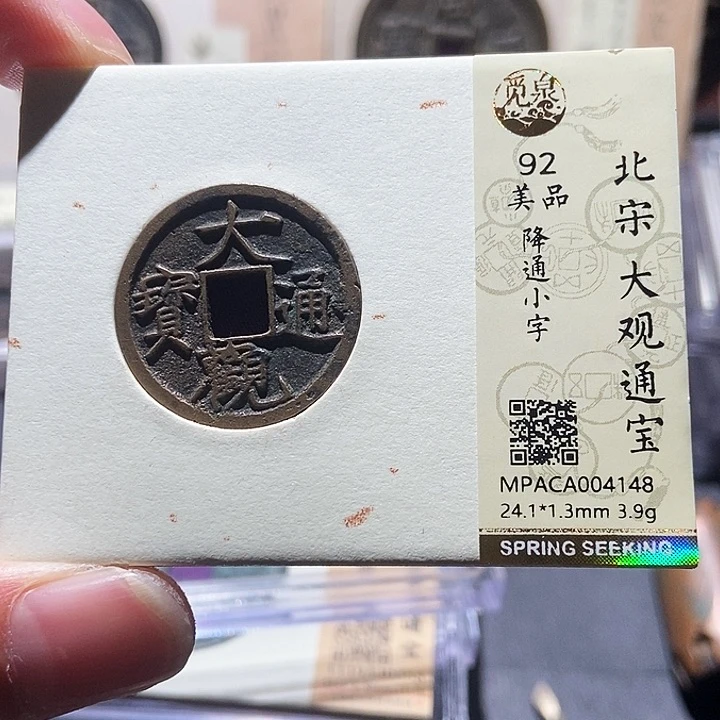 大觀通寶
觅泉
92
美品
降通小字
北宋大观通宝
MPACA004148
24.1*1.3mm 3.9g
SPRING SEEKING